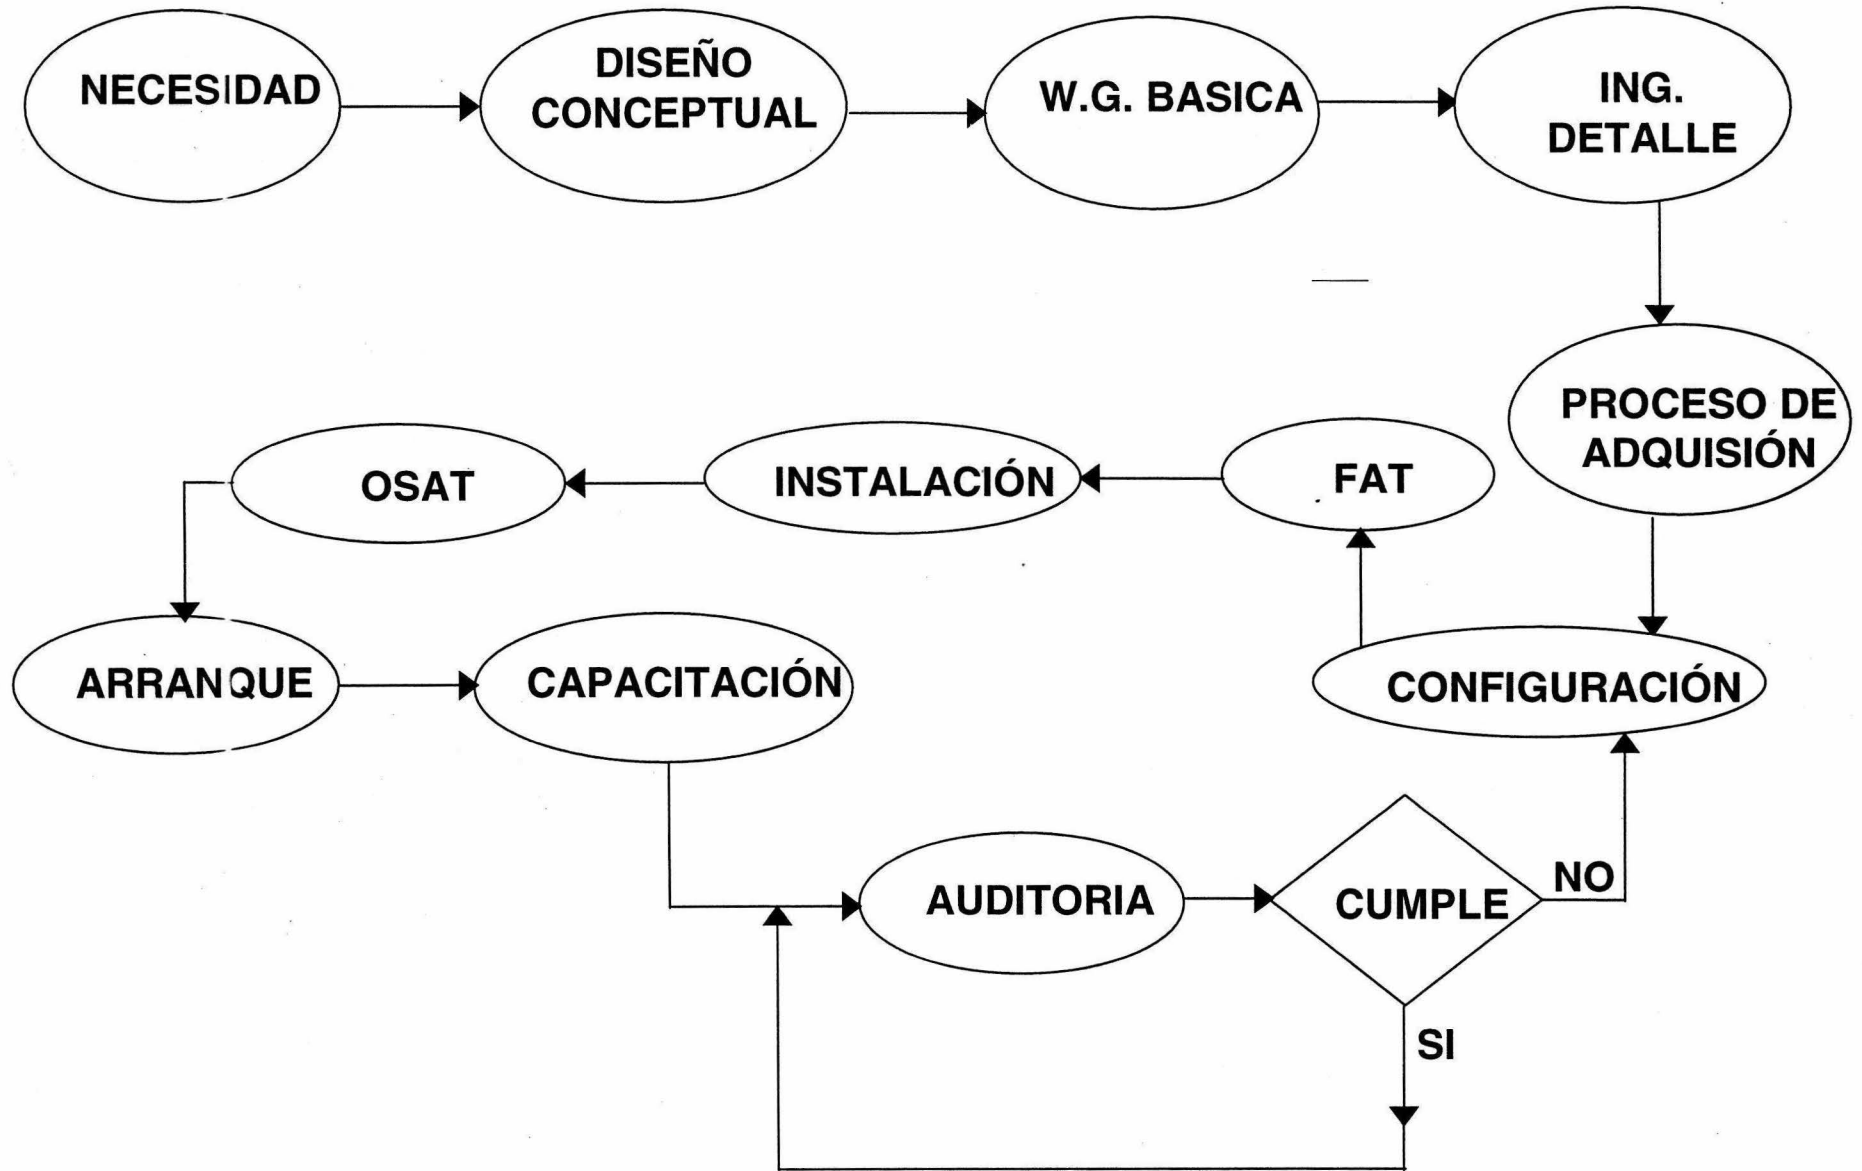 NECESIDAD
DISEÑO
CONCEPTUAL
W.G. BASICA
ING.
DETALLE
PROCESO DE
ADQUISIÓN
CONFIGURACIÓN
FAT
INSTALACIÓN
OSAT
ARRANQUE
CAPACITACIÓN
AUDITORIA
CUMPLE
NO
SI